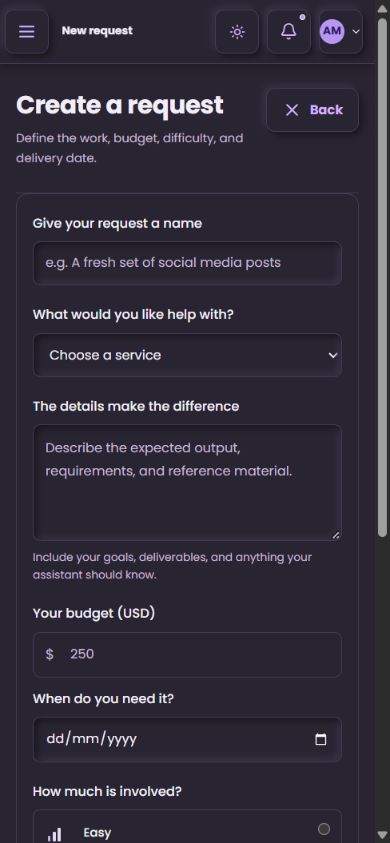 New request
AM
Create a request
Back
Define the work, budget, difficulty, and
delivery date.
Give your request a name
e.g. A fresh set of social media posts
What would you like help with?
Choose a service
The details make the difference
Describe the expected output,
requirements, and reference material.
Include your goals, deliverables, and anything your
assistant should know.
Your budget (USD)
$ 250
When do you need it?
dd/mm/yyyy
How much is involved?
Easy